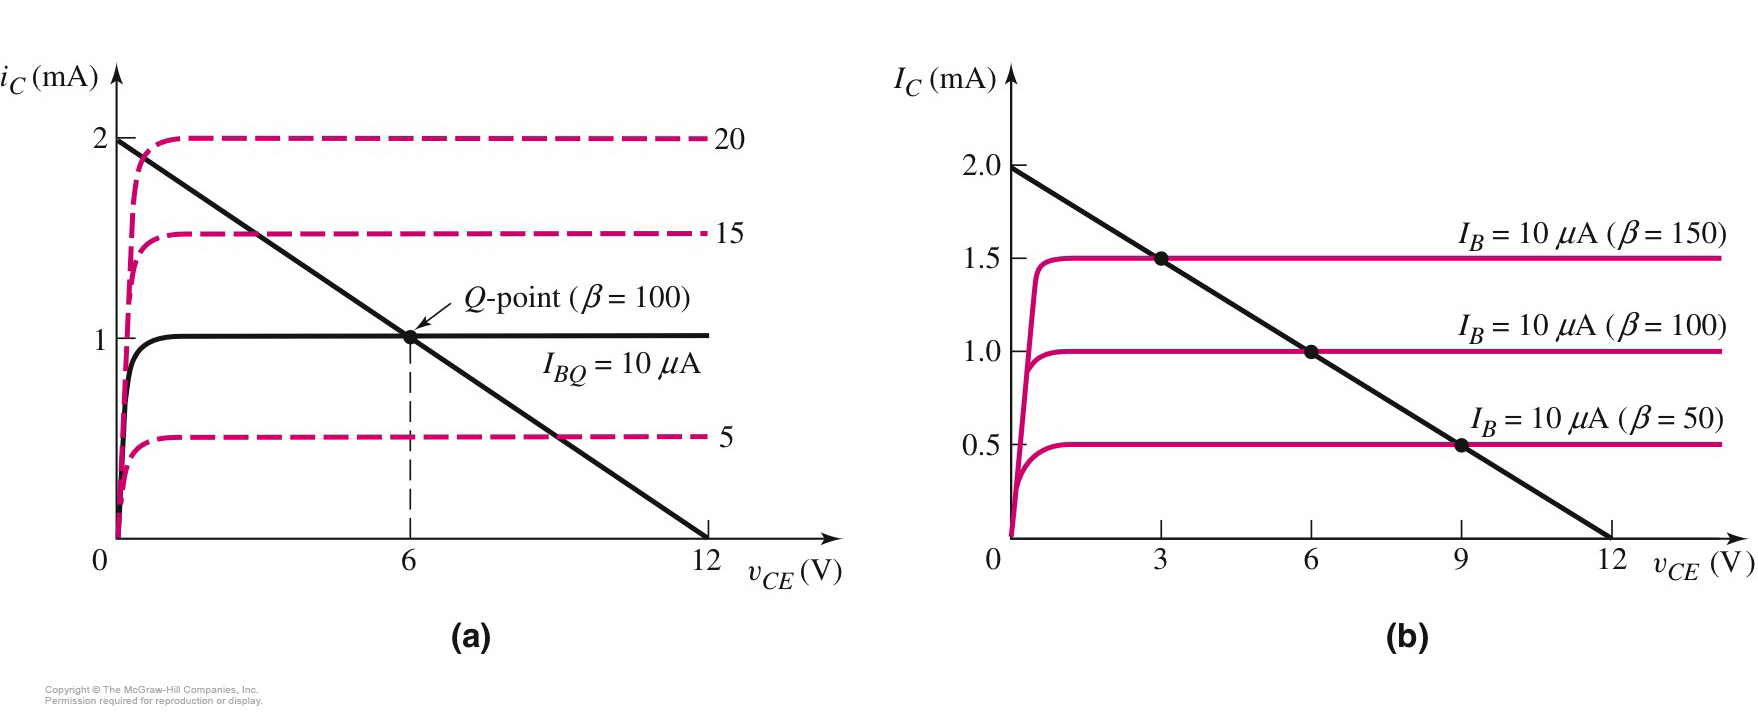 i_C (mA)
2
20
15
Q-point (β = 100)
1
I_BQ = 10 μA
5
0
6
12
υ_CE (V)
(a)
I_C (mA)
2.0
I_B = 10 μA (β = 150)
1.5
I_B = 10 μA (β = 100)
1.0
I_B = 10 μA (β = 50)
0.5
0
3
6
9
12
υ_CE (V)
(b)
Copyright © The McGraw-Hill Companies, Inc.
Permission required for reproduction or display.